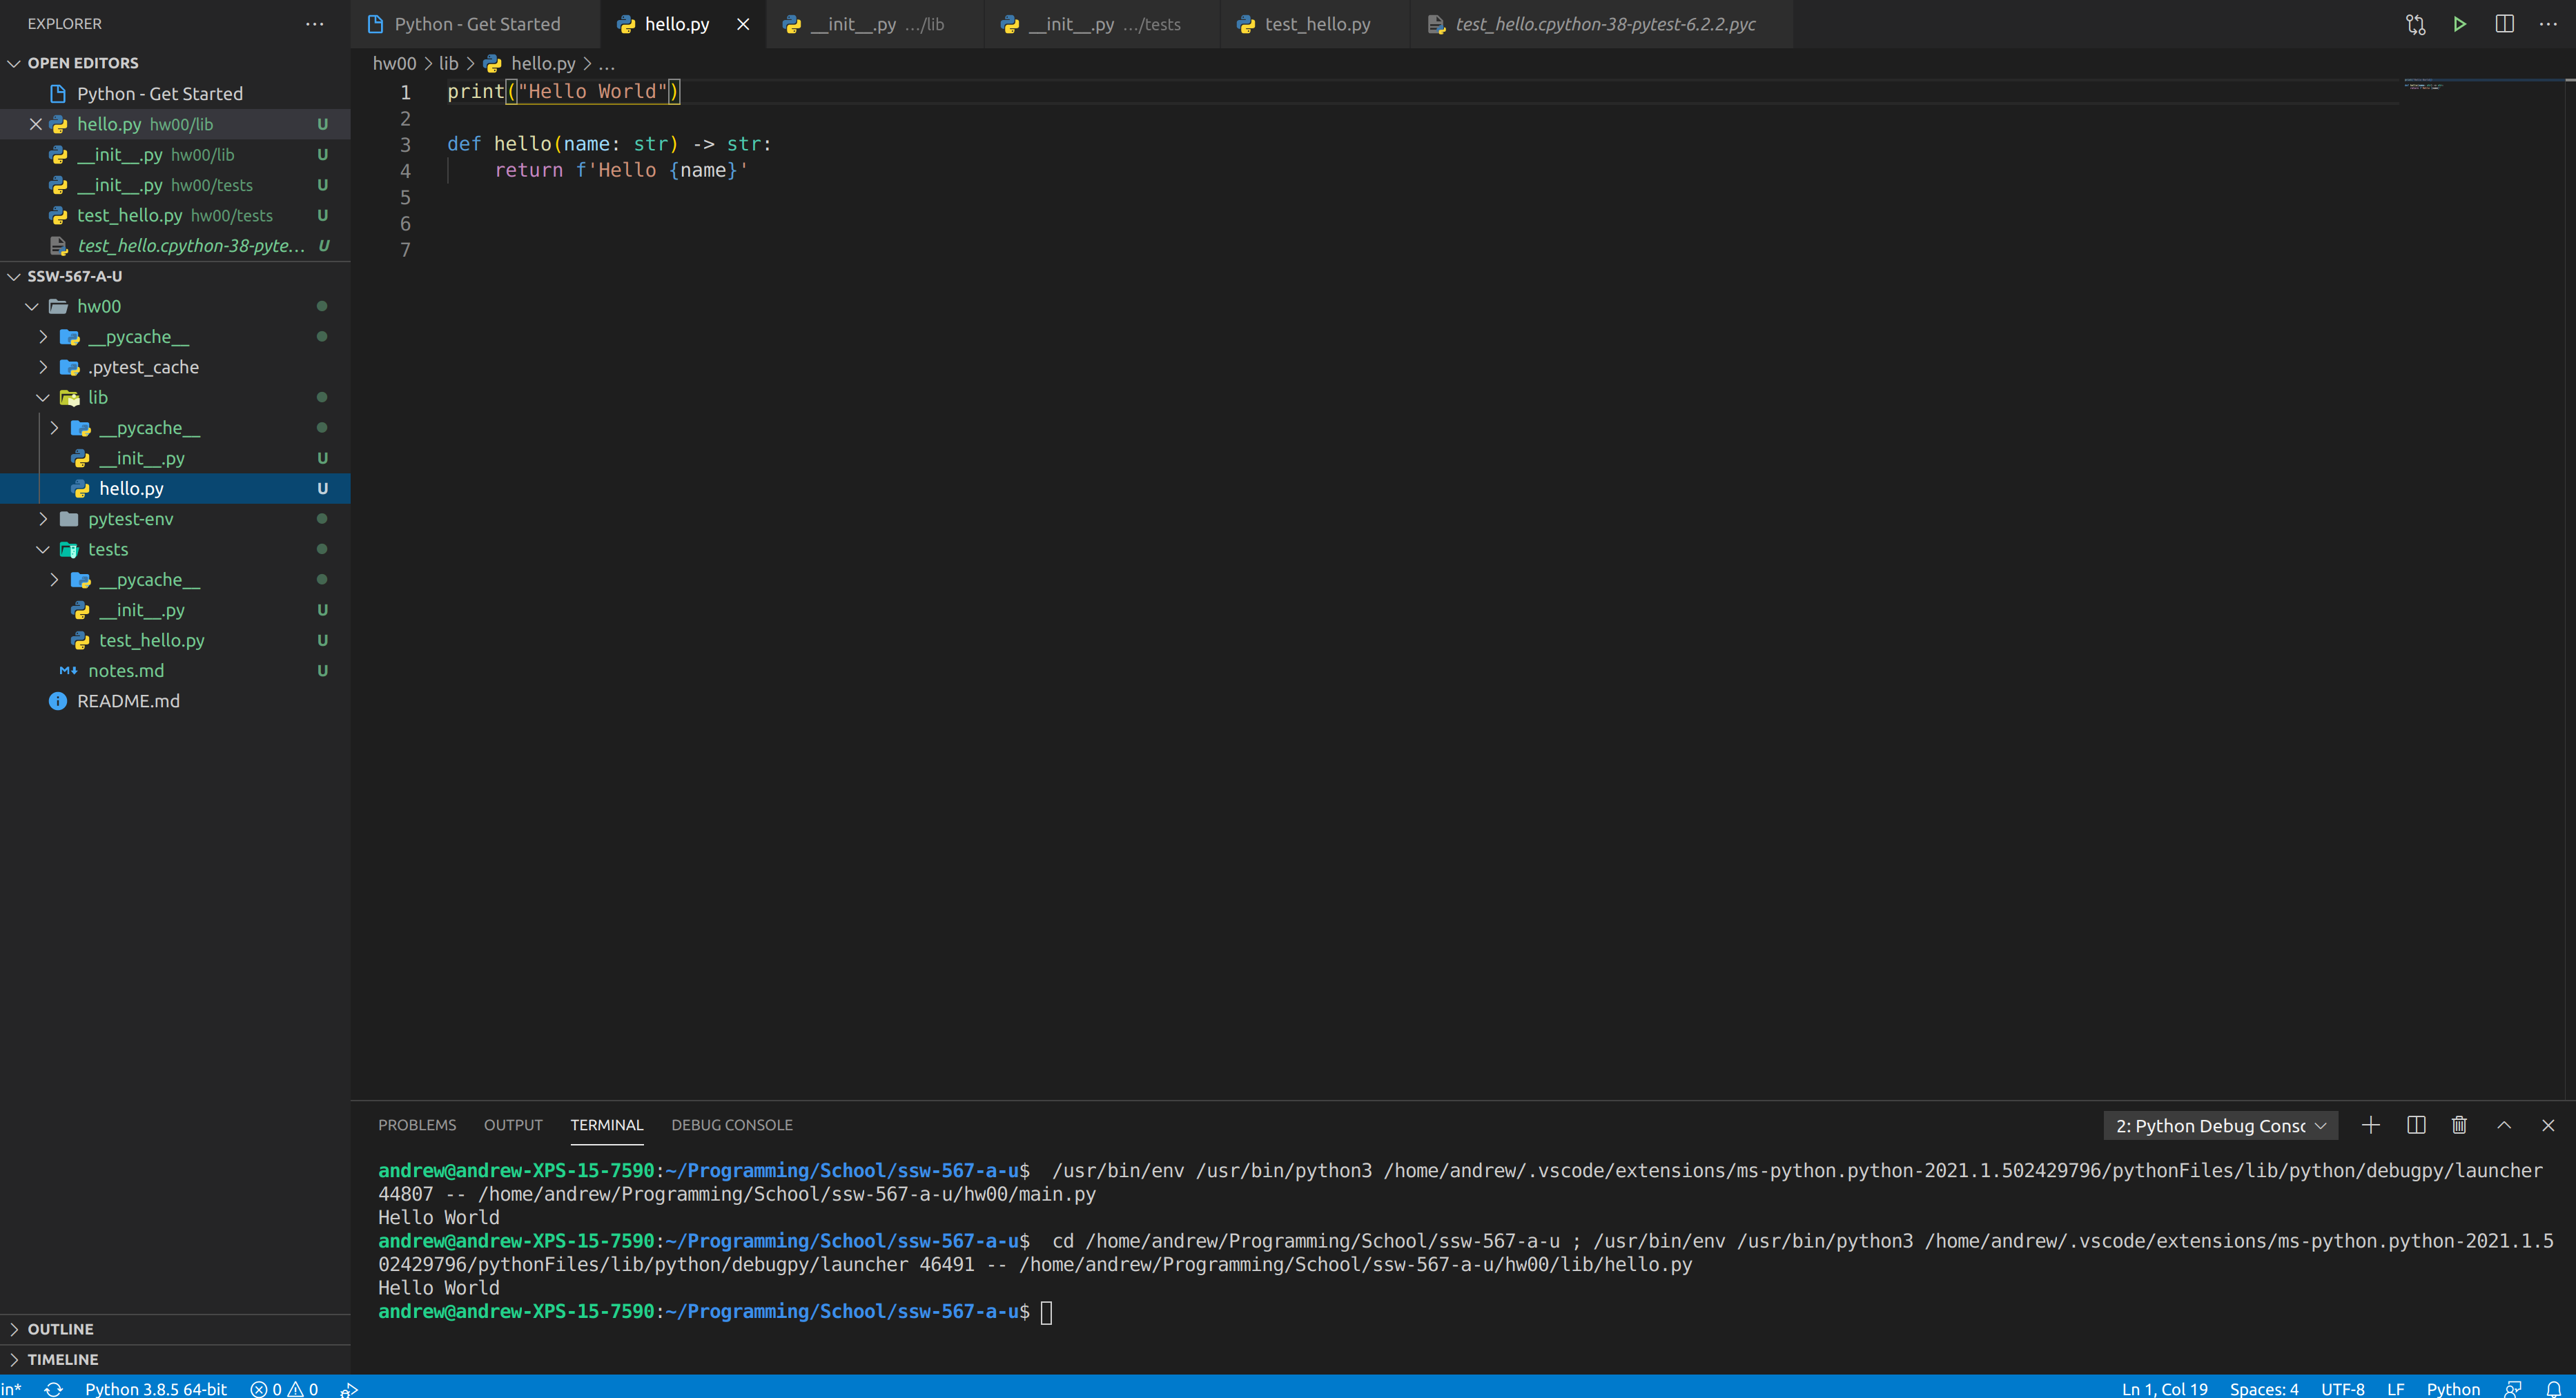 EXPLORER
OPEN EDITORS
Python - Get Started
hello.py hw00/lib U
__init__.py hw00/lib U
__init__.py hw00/tests U
test_hello.py hw00/tests U
test_hello.cpython-38-pyte... U
SSW-567-A-U
hw00
__pycache__
.pytest_cache
lib
__pycache__
__init__.py U
hello.py U
pytest-env
tests
__pycache__
__init__.py U
test_hello.py U
notes.md U
README.md
OUTLINE
TIMELINE
Python - Get Started hello.py __init__.py .../lib __init__.py .../tests test_hello.py test_hello.cpython-38-pytest-6.2.2.pyc
hw00 > lib > hello.py > ...
1 print("Hello World")
2
3 def hello(name: str) -> str:
4 return f'Hello {name}'
5
6
7
PROBLEMS OUTPUT TERMINAL DEBUG CONSOLE 2: Python Debug Consc
andrew@andrew-XPS-15-7590:~/Programming/School/ssw-567-a-u$ /usr/bin/env /usr/bin/python3 /home/andrew/.vscode/extensions/ms-python.python-2021.1.502429796/pythonFiles/lib/python/debugpy/launcher
44807 -- /home/andrew/Programming/School/ssw-567-a-u/hw00/main.py
Hello World
andrew@andrew-XPS-15-7590:~/Programming/School/ssw-567-a-u$ cd /home/andrew/Programming/School/ssw-567-a-u ; /usr/bin/env /usr/bin/python3 /home/andrew/.vscode/extensions/ms-python.python-2021.1.5
02429796/pythonFiles/lib/python/debugpy/launcher 46491 -- /home/andrew/Programming/School/ssw-567-a-u/hw00/lib/hello.py
Hello World
andrew@andrew-XPS-15-7590:~/Programming/School/ssw-567-a-u$
in* Python 3.8.5 64-bit 0 0 Ln 1, Col 19 Spaces: 4 UTF-8 LF Python